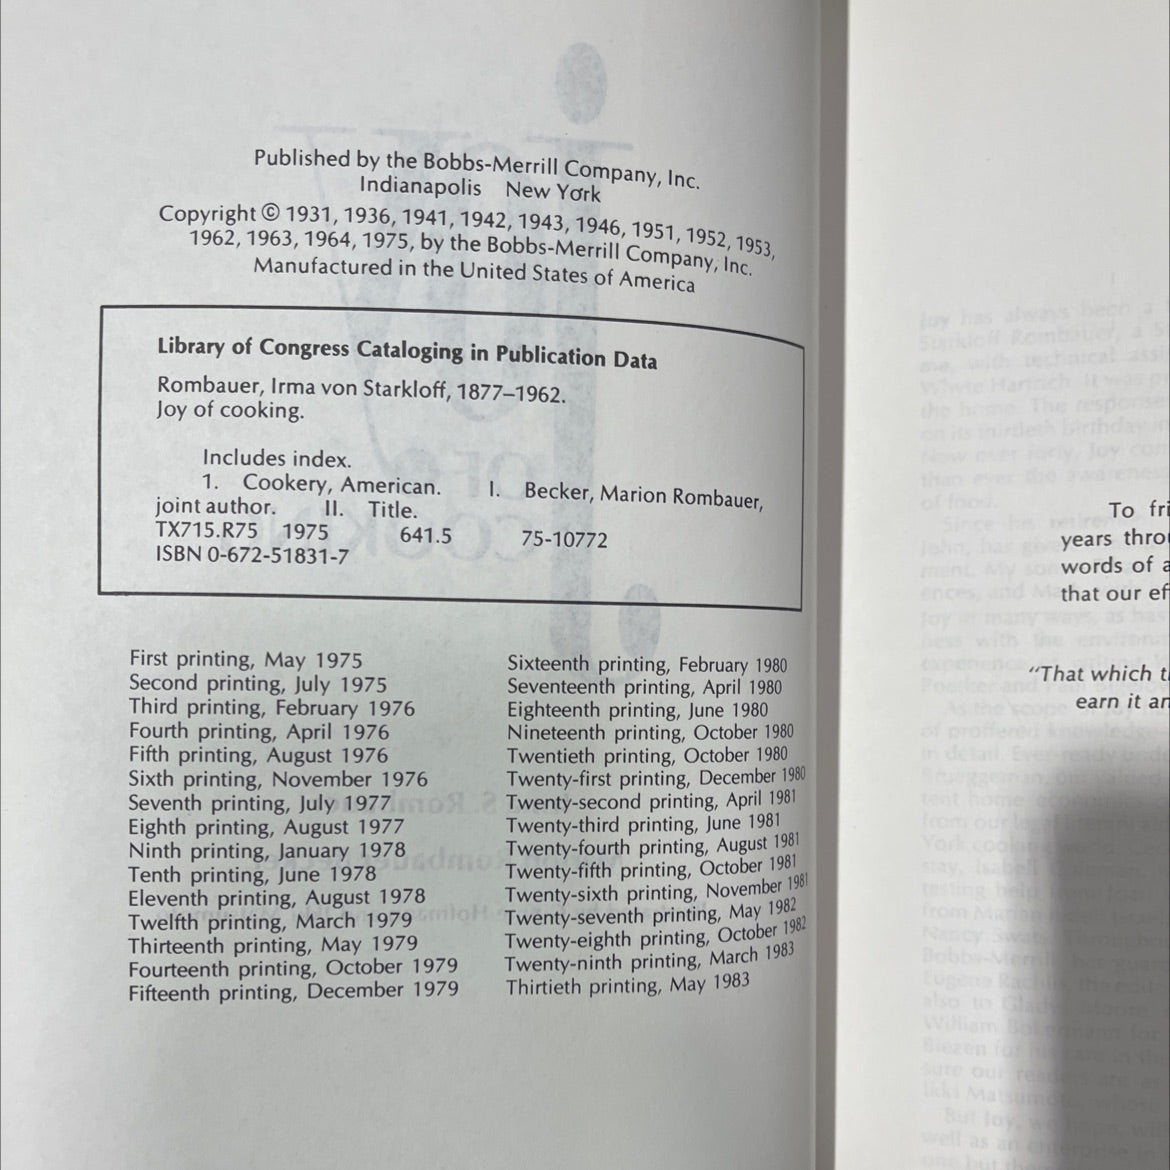 Published by the Bobbs-Merrill Company, Inc.
Indianapolis New York
Copyright © 1931, 1936, 1941, 1942, 1943, 1946, 1951, 1952, 1953,
1962, 1963, 1964, 1975, by the Bobbs-Merrill Company, Inc.
Manufactured in the United States of America
Library of Congress Cataloging in Publication Data
Rombauer, Irma von Starkloff, 1877–1962.
Joy of cooking.
Includes index.
1. Cookery, American. I. Becker, Marion Rombauer,
joint author. II. Title.
TX715.R75 1975 641.5 75-10772
ISBN 0-672-51831-7
First printing, May 1975
Second printing, July 1975
Third printing, February 1976
Fourth printing, April 1976
Fifth printing, August 1976
Sixth printing, November 1976
Seventh printing, July 1977
Eighth printing, August 1977
Ninth printing, January 1978
Tenth printing, June 1978
Eleventh printing, August 1978
Twelfth printing, March 1979
Thirteenth printing, May 1979
Fourteenth printing, October 1979
Fifteenth printing, December 1979
Sixteenth printing, February 1980
Seventeenth printing, April 1980
Eighteenth printing, June 1980
Nineteenth printing, October 1980
Twentieth printing, October 1980
Twenty-first printing, December 1980
Twenty-second printing, April 1981
Twenty-third printing, June 1981
Twenty-fourth printing, August 1981
Twenty-fifth printing, October 1981
Twenty-sixth printing, November 1981
Twenty-seventh printing, May 1982
Twenty-eighth printing, October 1982
Twenty-ninth printing, March 1983
Thirtieth printing, May 1983
To fri
years throu
words of a
that our ef
"That which t
earn it an